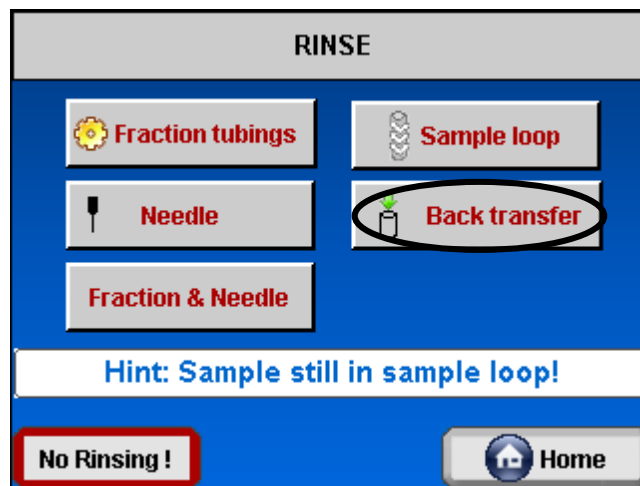 RINSE
Fraction tubings
Sample loop
Needle
Back transfer
Fraction & Needle
Hint: Sample still in sample loop!
No Rinsing !
Home